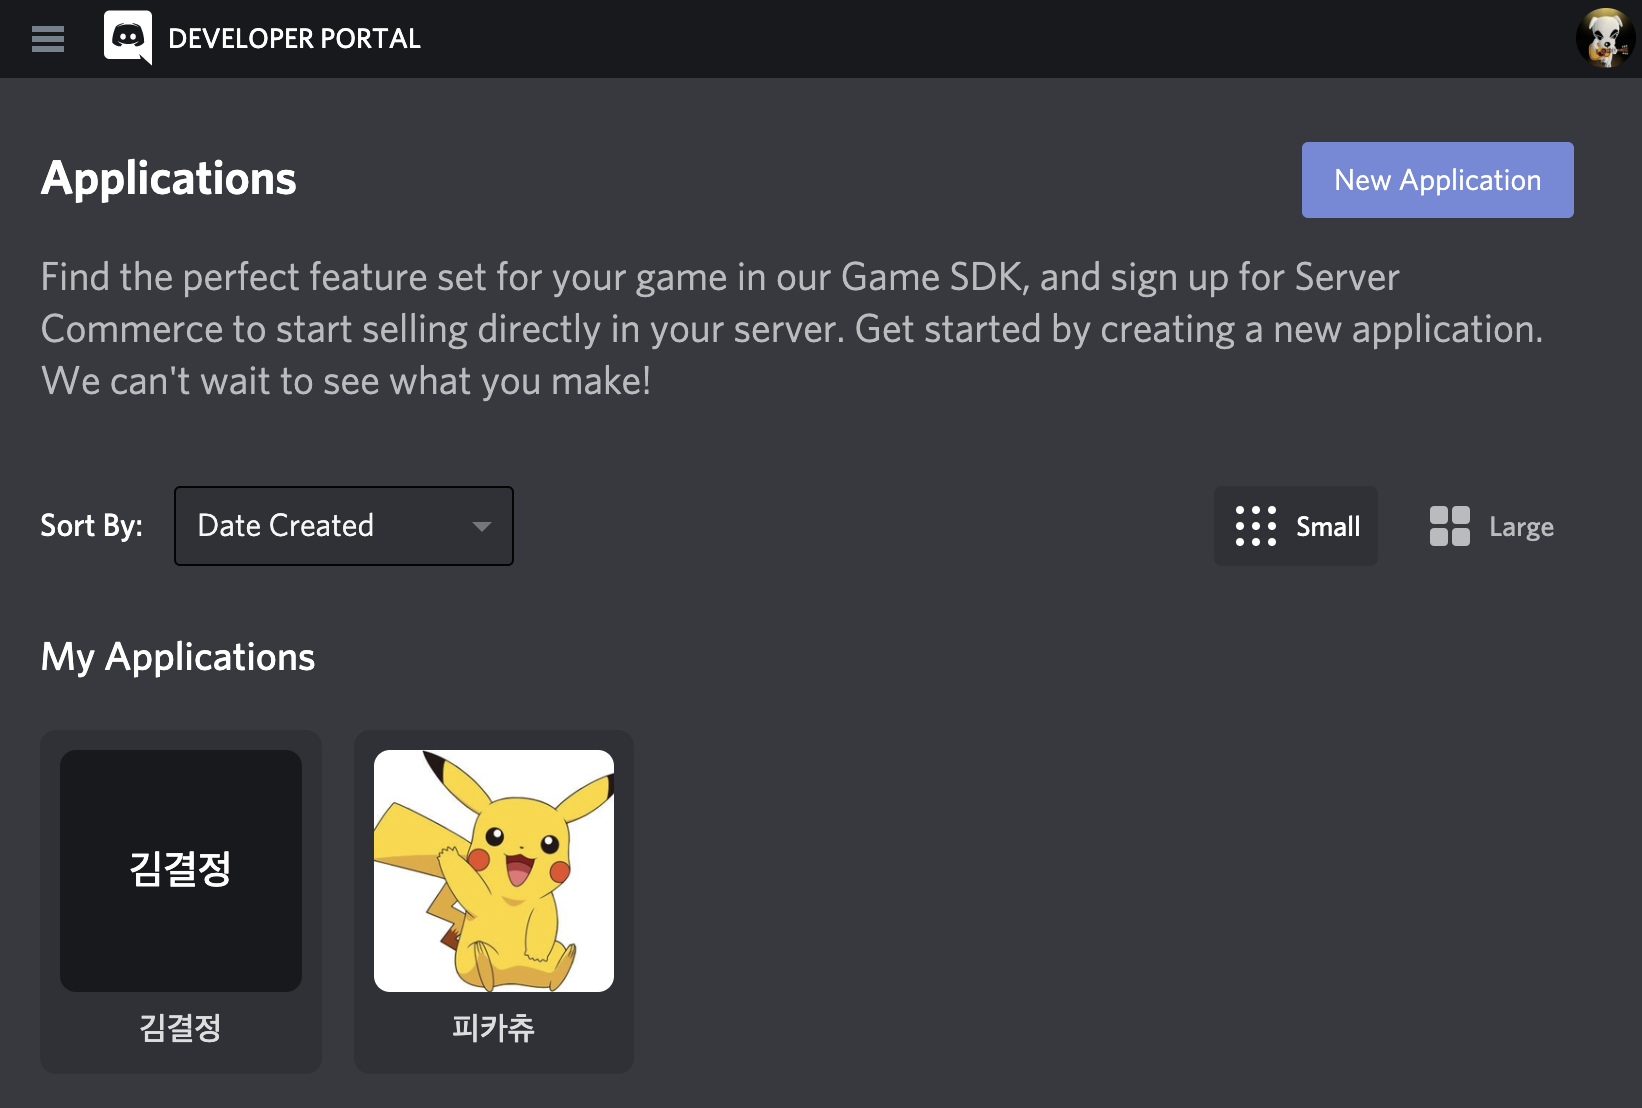 DEVELOPER PORTAL
Applications
New Application
Find the perfect feature set for your game in our Game SDK, and sign up for Server
Commerce to start selling directly in your server. Get started by creating a new application.
We can't wait to see what you make!
Sort By:
Date Created
Small
Large
My Applications
김결정
김결정
피카츄